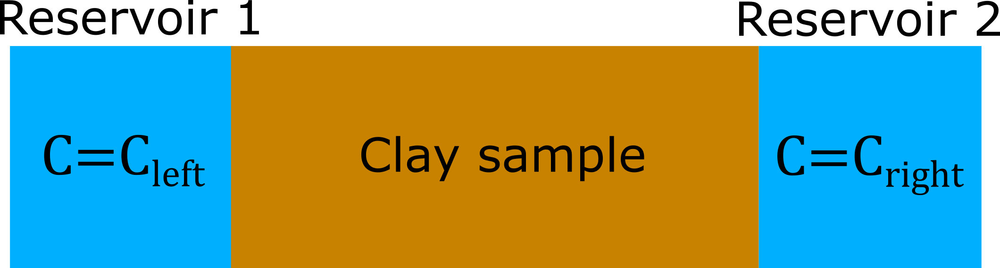 Reservoir 1
Reservoir 2
C=Cleft
Clay sample
C=Cright